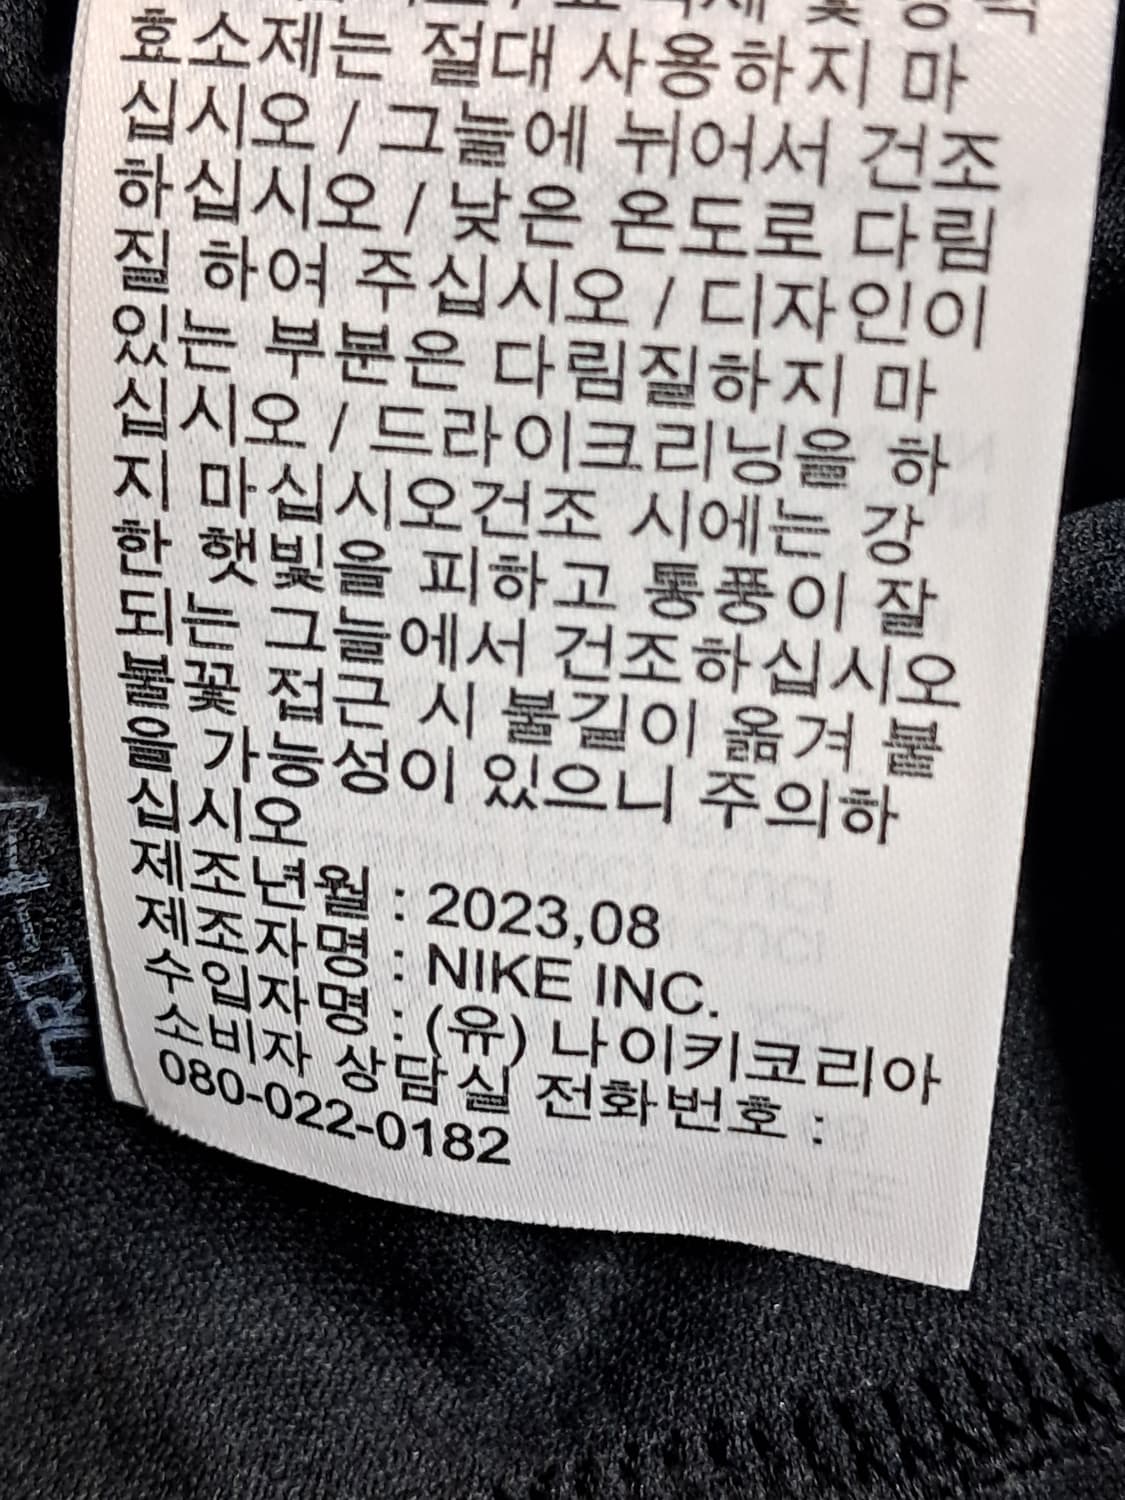 효소제는 절대 사용하지 마
십시오 / 그늘에 뉘어서 건조
하십시오 / 낮은 온도로 다림
질 하여 주십시오 / 디자인이
있는 부분은 다림질하지 마
십시오 / 드라이크리닝을 하
지 마십시오건조 시에는 강
한 햇빛을 피하고 통풍이 잘
되는 그늘에서 건조하십시오
불꽃 접근 시 불길이 옮겨 붙
을 가능성이 있으니 주의하
십시오
제조년월 : 2023,08
제조자명 : NIKE INC.
수입자명 : (유) 나이키코리아
소비자 상담실 전화번호 :
080-022-0182